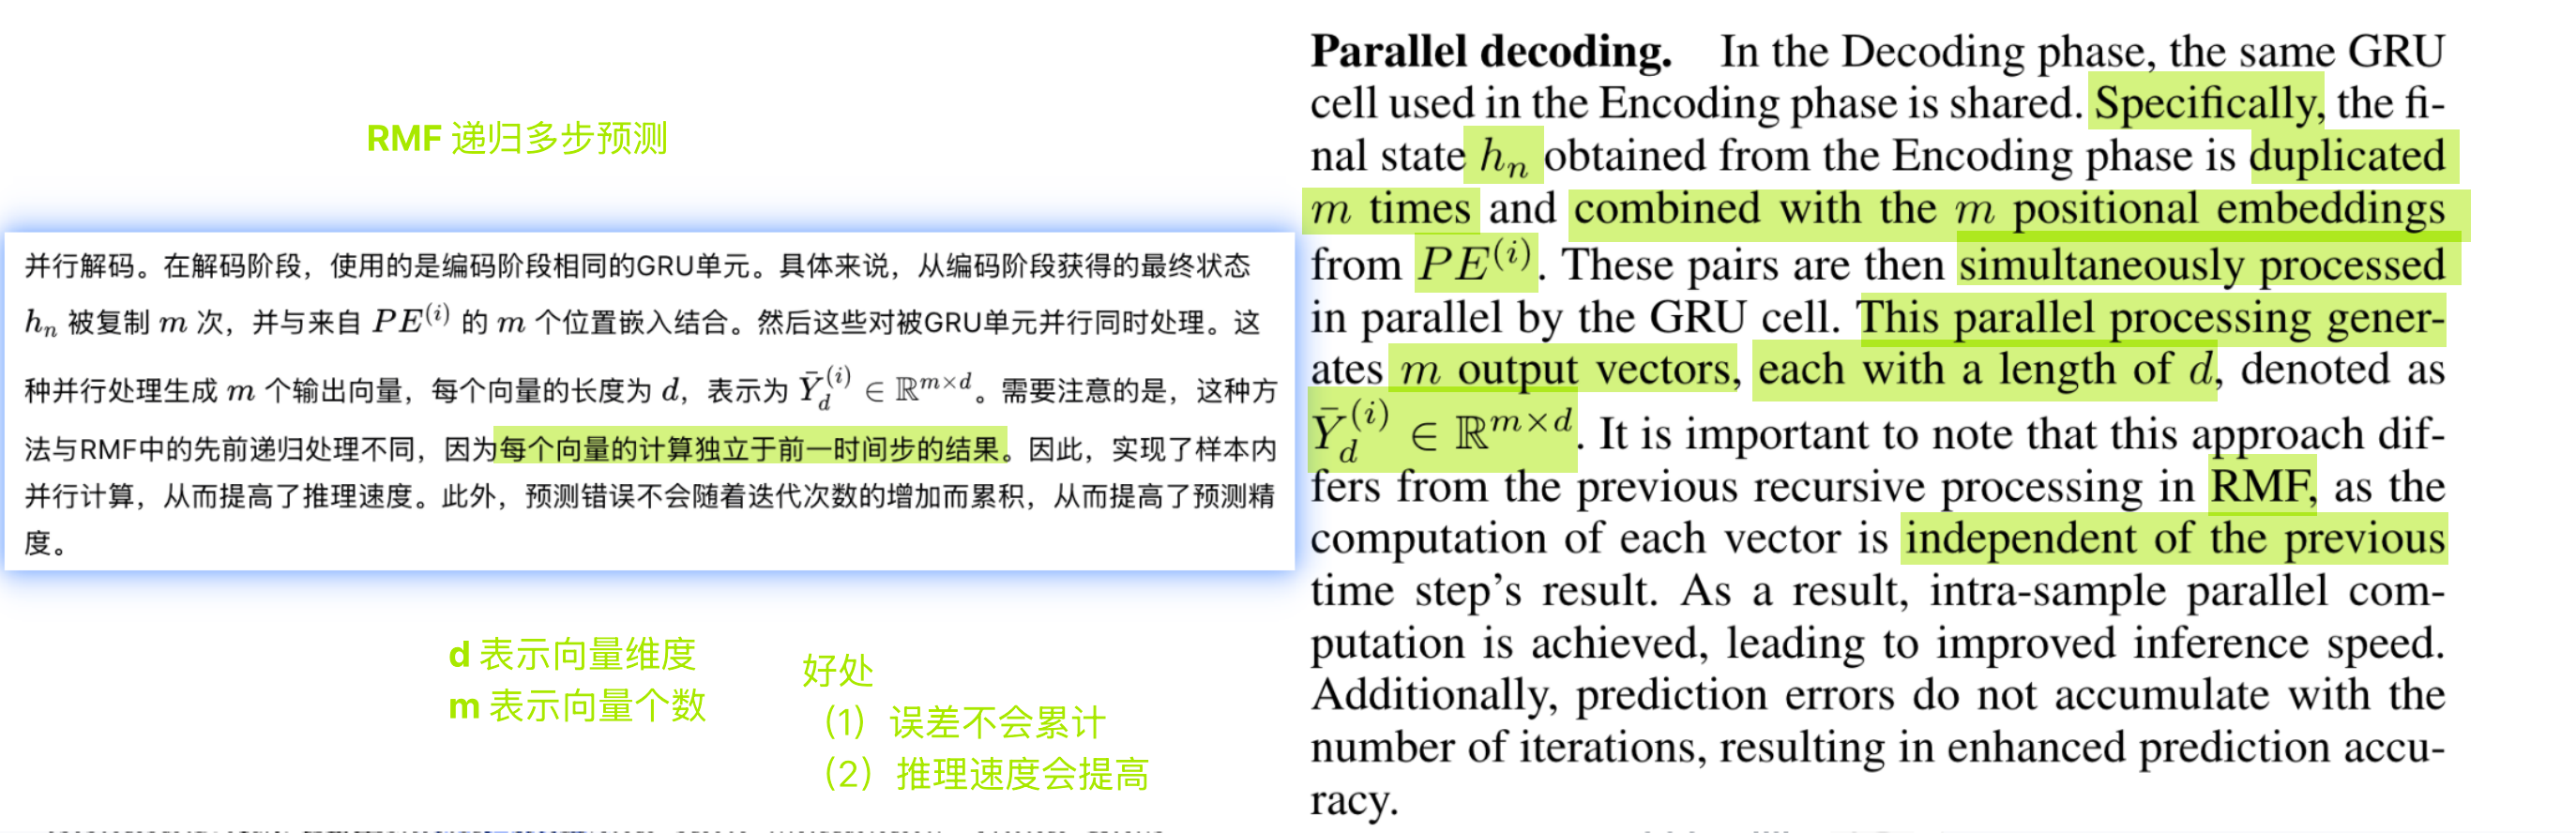 RMF 递归多步预测
并行解码。在解码阶段，使用的是编码阶段相同的GRU单元。具体来说，从编码阶段获得的最终状态
hₙ 被复制 m 次，并与来自 PE⁽ⁱ⁾ 的 m 个位置嵌入结合。然后这些对被GRU单元并行同时处理。这
种并行处理生成 m 个输出向量，每个向量的长度为 d，表示为 Ȳ_d^(i) ∈ ℝ^{m×d}。需要注意的是，这种方
法与RMF中的先前递归处理不同，因为每个向量的计算独立于前一时间步的结果。因此，实现了样本内
并行计算，从而提高了推理速度。此外，预测错误不会随着迭代次数的增加而累积，从而提高了预测精
度。
d 表示向量维度
m 表示向量个数
好处
（1）误差不会累计
（2）推理速度会提高
Parallel decoding. In the Decoding phase, the same GRU
cell used in the Encoding phase is shared. Specifically, the fi-
nal state hₙ obtained from the Encoding phase is duplicated
m times and combined with the m positional embeddings
from PE⁽ⁱ⁾. These pairs are then simultaneously processed
in parallel by the GRU cell. This parallel processing gener-
ates m output vectors, each with a length of d, denoted as
Ȳ_d^(i) ∈ ℝ^{m×d}. It is important to note that this approach dif-
fers from the previous recursive processing in RMF, as the
computation of each vector is independent of the previous
time step's result. As a result, intra-sample parallel com-
putation is achieved, leading to improved inference speed.
Additionally, prediction errors do not accumulate with the
number of iterations, resulting in enhanced prediction accu-
racy.